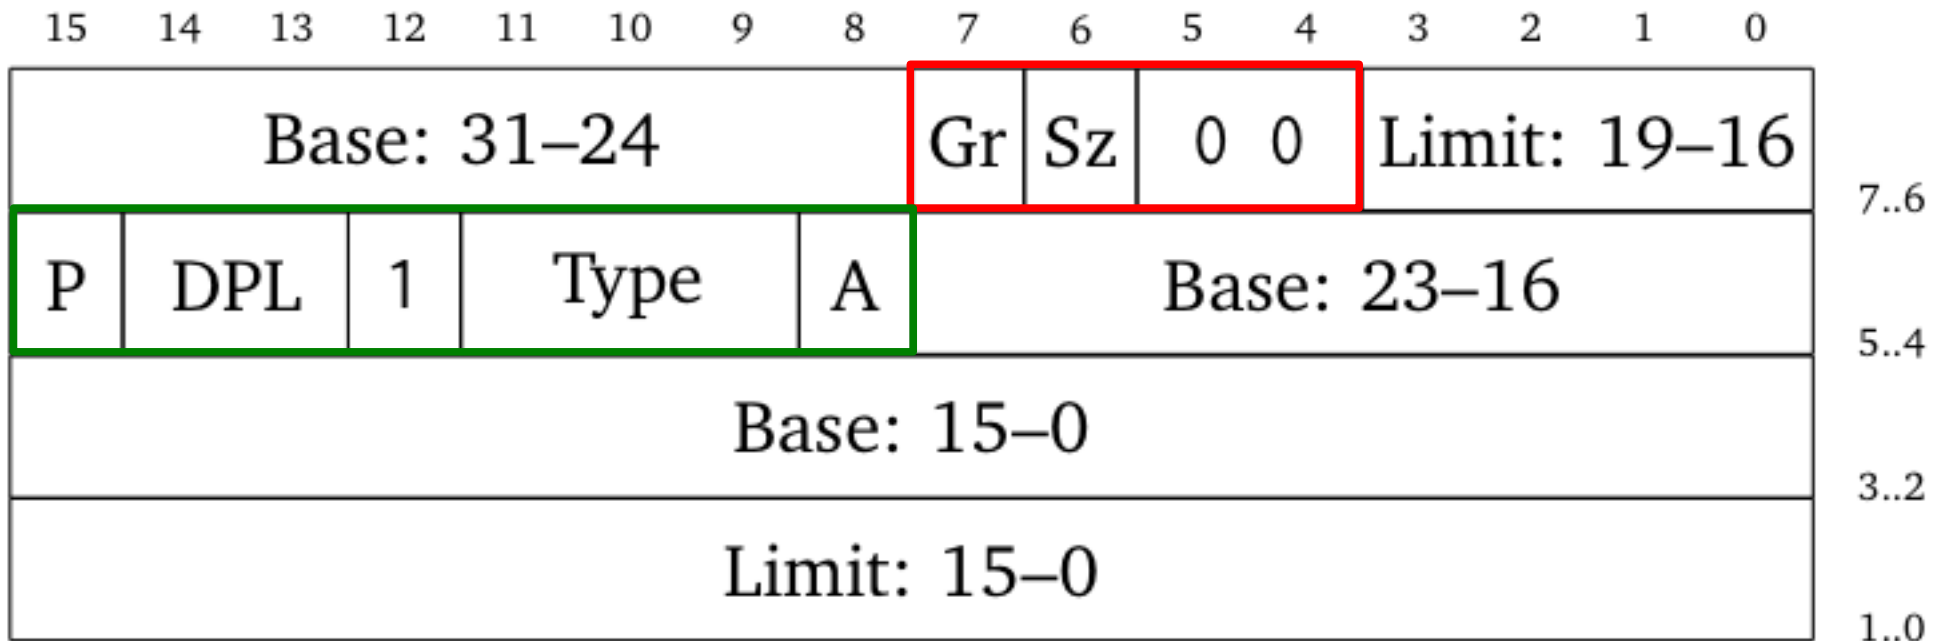 15 14 13 12 11 10 9 8 7 6 5 4 3 2 1 0
Base: 31–24 Gr Sz 0 0 Limit: 19–16
7..6
P DPL 1 Type A Base: 23–16
5..4
Base: 15–0
3..2
Limit: 15–0
1..0